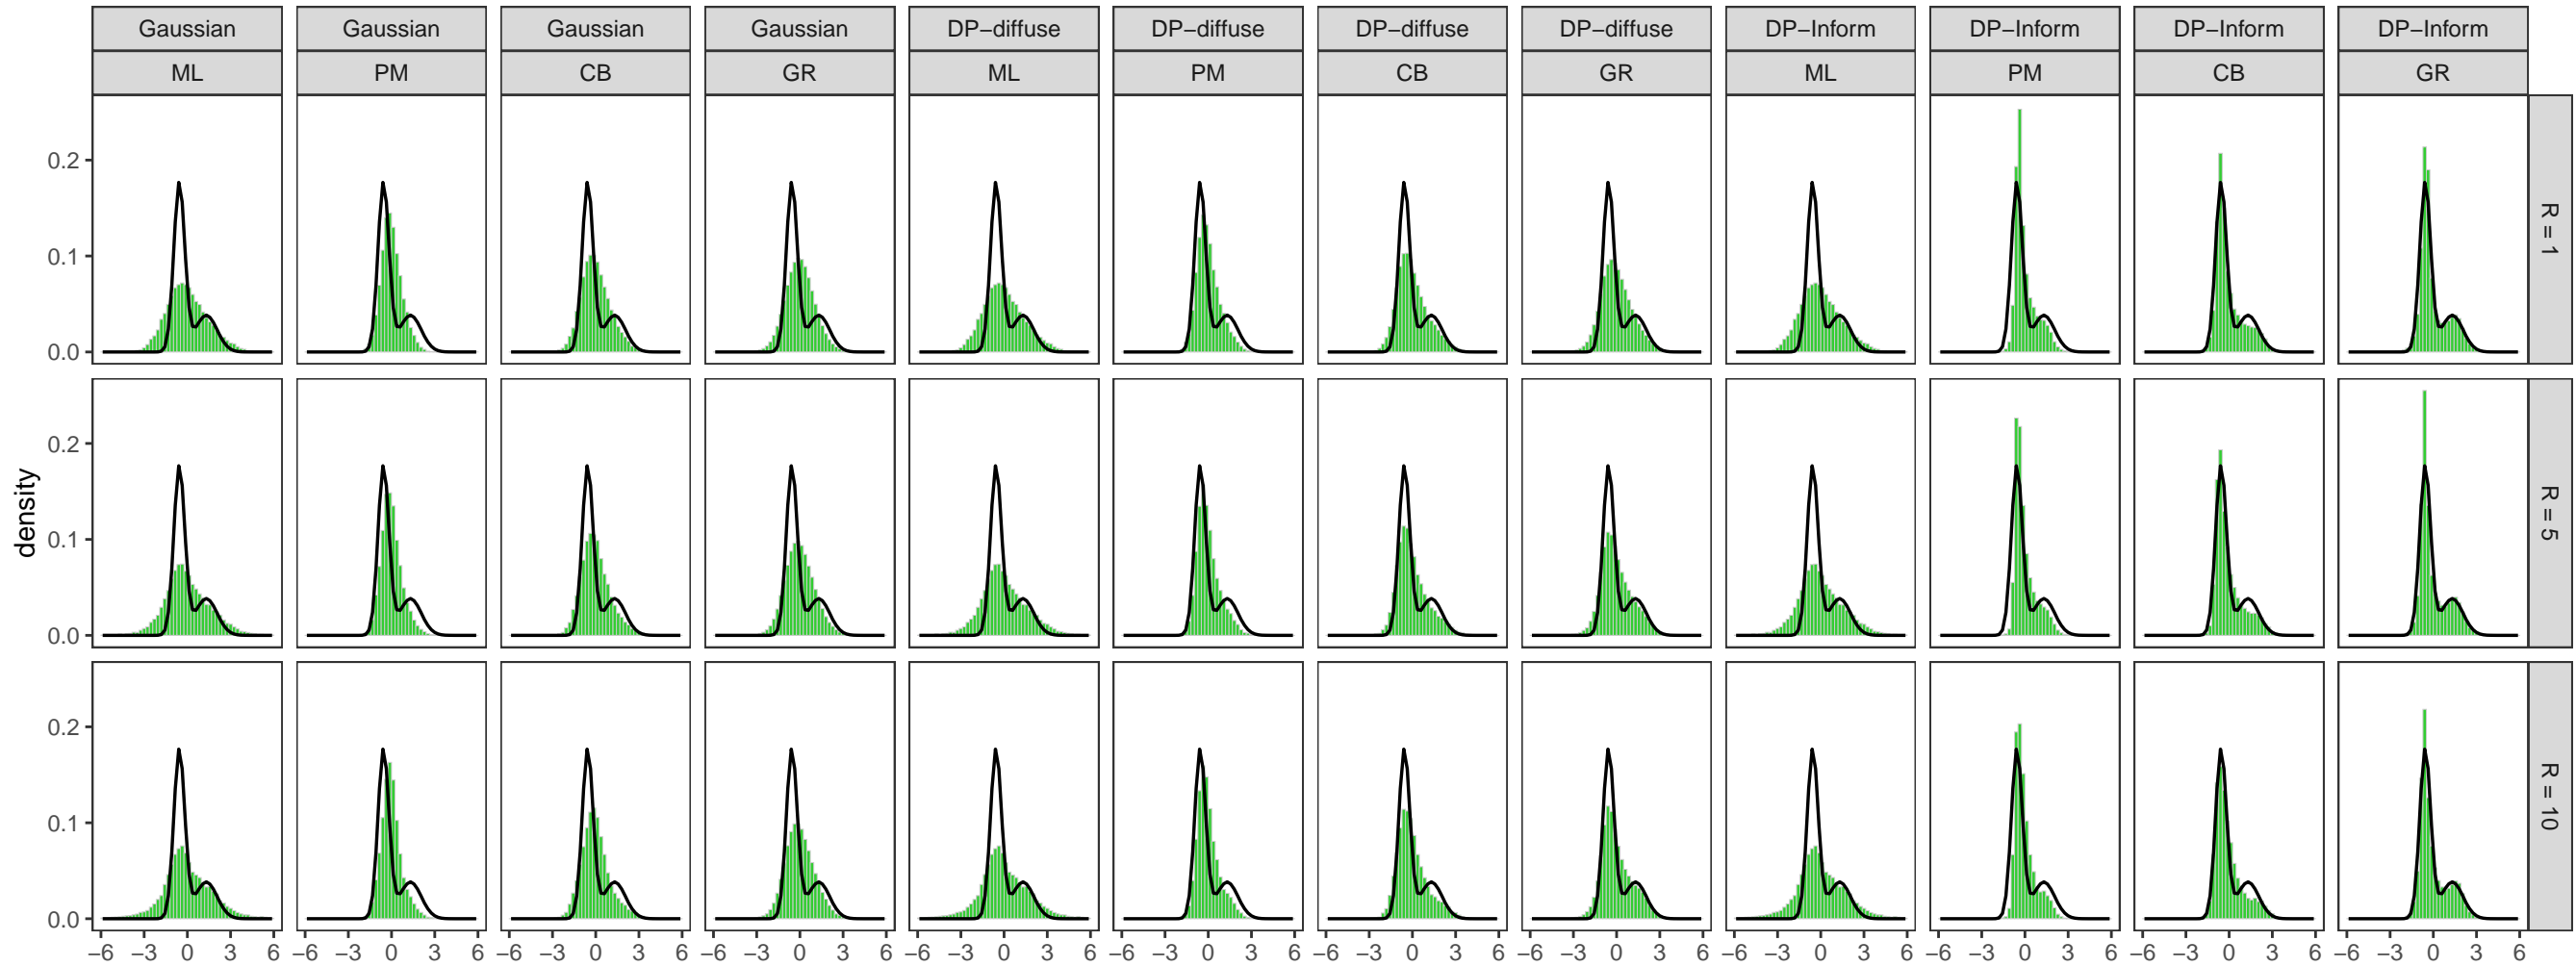 Gaussian Gaussian Gaussian Gaussian DP−diffuse DP−diffuse DP−diffuse DP−diffuse DP−Inform DP−Inform DP−Inform DP−Inform
ML PM CB GR ML PM CB GR ML PM CB GR
0.2
0.1
0.0
R = 1
0.2
0.1
0.0
R = 5
density
0.2
0.1
0.0
R = 10
−6 −3 0 3 6 −6 −3 0 3 6 −6 −3 0 3 6 −6 −3 0 3 6 −6 −3 0 3 6 −6 −3 0 3 6 −6 −3 0 3 6 −6 −3 0 3 6 −6 −3 0 3 6 −6 −3 0 3 6 −6 −3 0 3 6 −6 −3 0 3 6